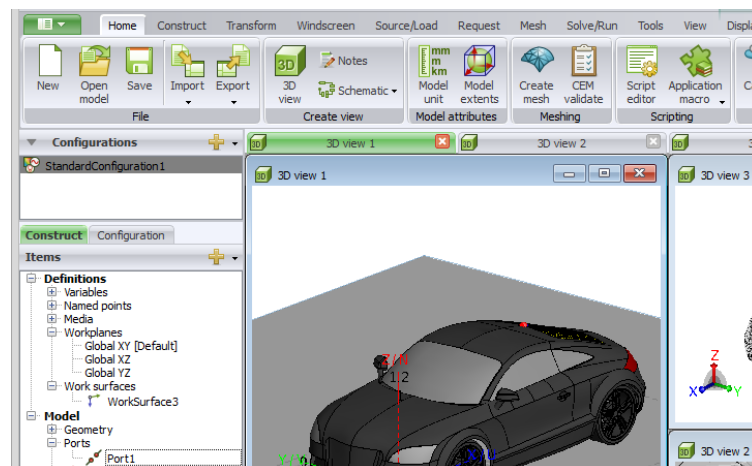 Home Construct Transform Windscreen Source/Load Request Mesh Solve/Run Tools View Displa
New Open model Save Import Export
File
3D view Notes Schematic
Create view
mm m km Model unit Model extents
Model attributes
Create mesh CEM validate
Meshing
Script editor Application macro
Scripting
Configurations
3D view 1 3D view 2
StandardConfiguration1
3D view 1
3D view 3
Construct Configuration
Items
Definitions
Variables
Named points
Media
Workplanes
Global XY [Default]
Global XZ
Global YZ
Work surfaces
WorkSurface3
Model
Geometry
Ports
Port1
Z/N
12
X/U
Z
X Y
3D view 2